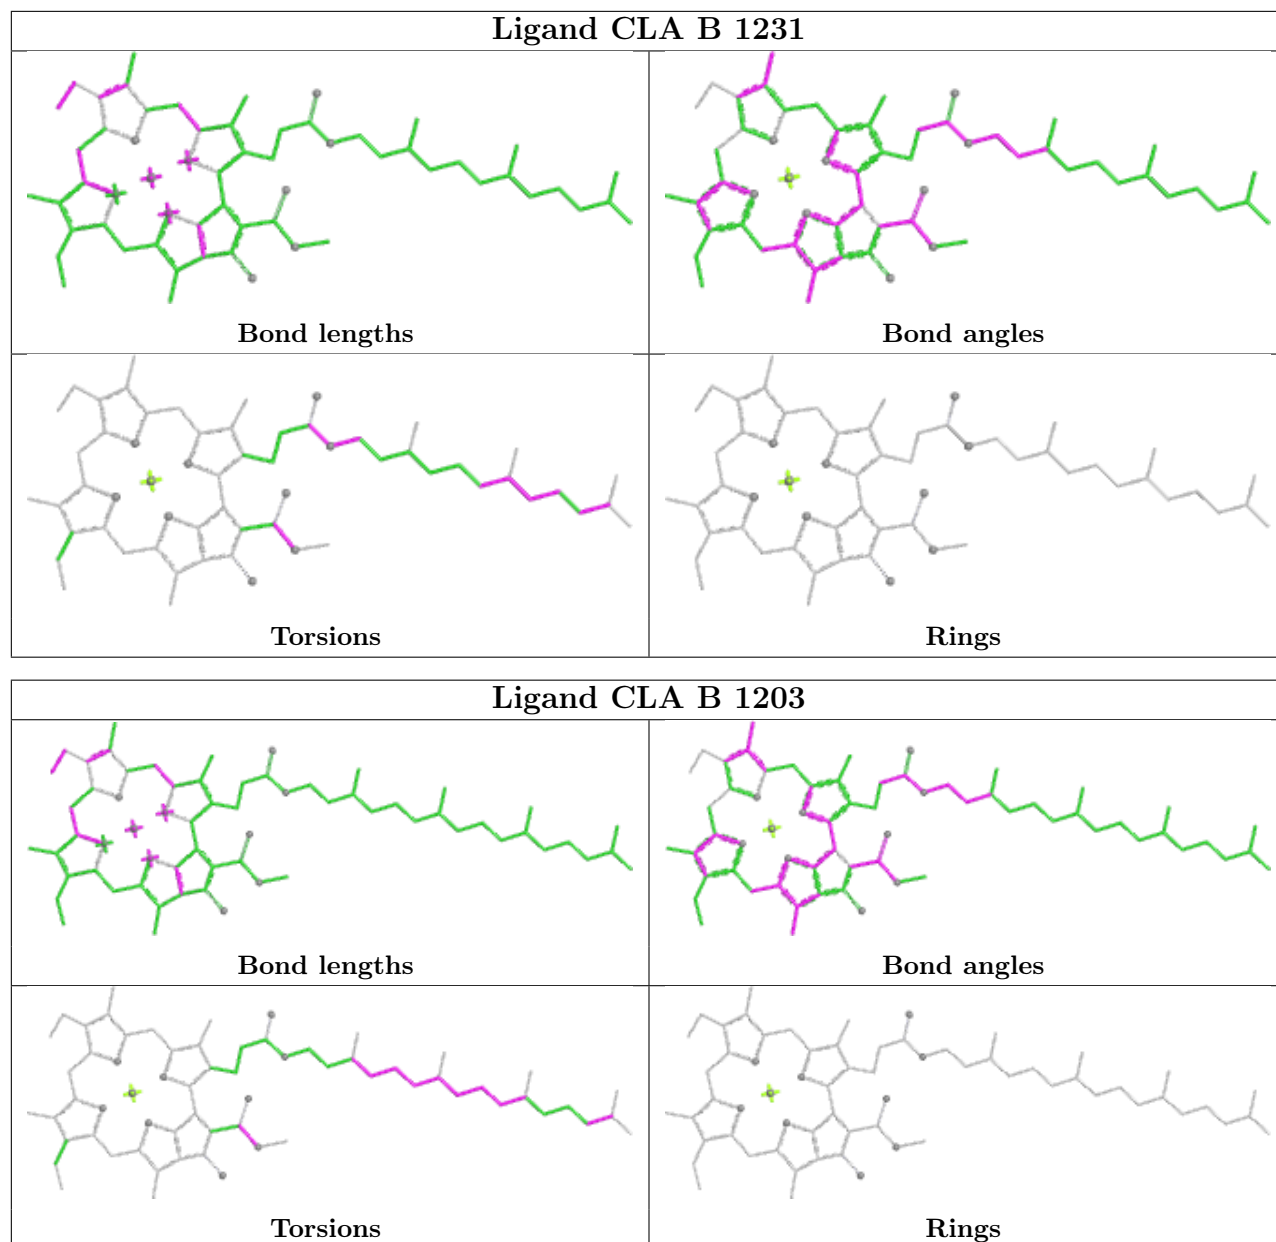 Ligand CLA B 1231
Bond lengths
Bond angles
Torsions
Rings
Ligand CLA B 1203
Bond lengths
Bond angles
Torsions
Rings